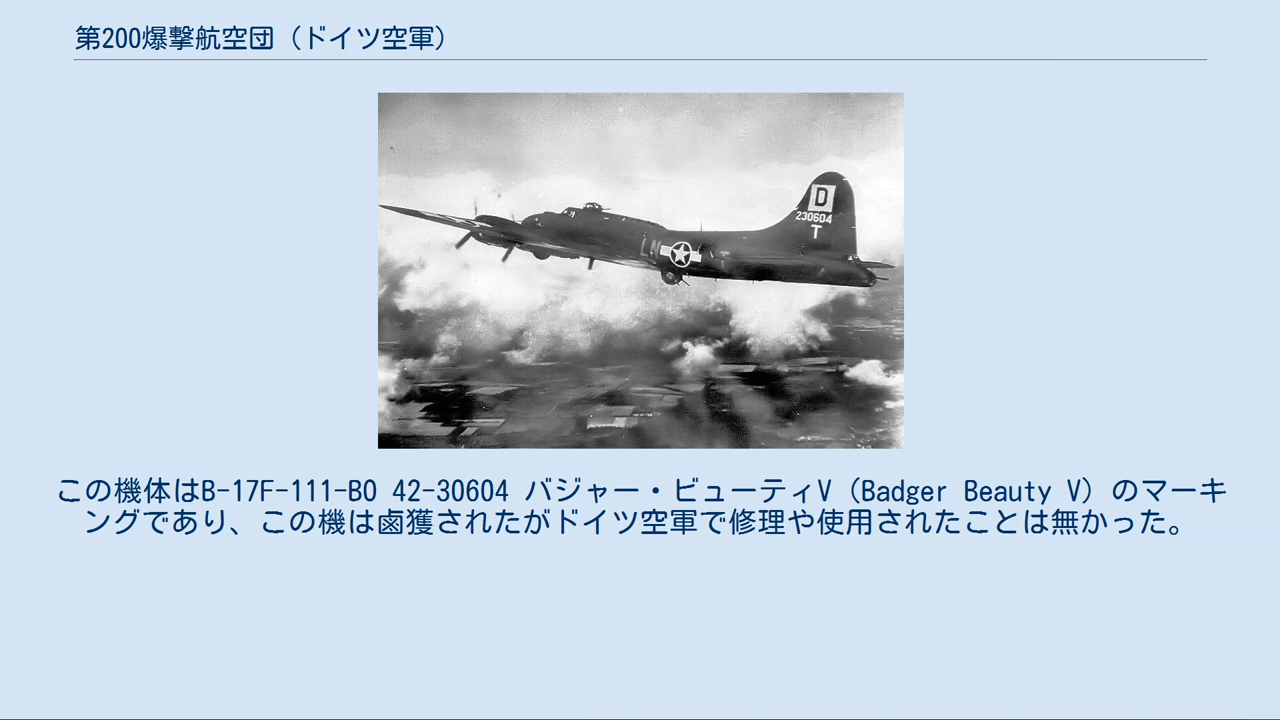 第200爆撃航空団（ドイツ空軍）
D
230604
T
LN
この機体はB-17F-111-BO 42-30604 バジャー・ビューティV（Badger Beauty V）のマーキ
ングであり、この機は鹵獲されたがドイツ空軍で修理や使用されたことは無かった。